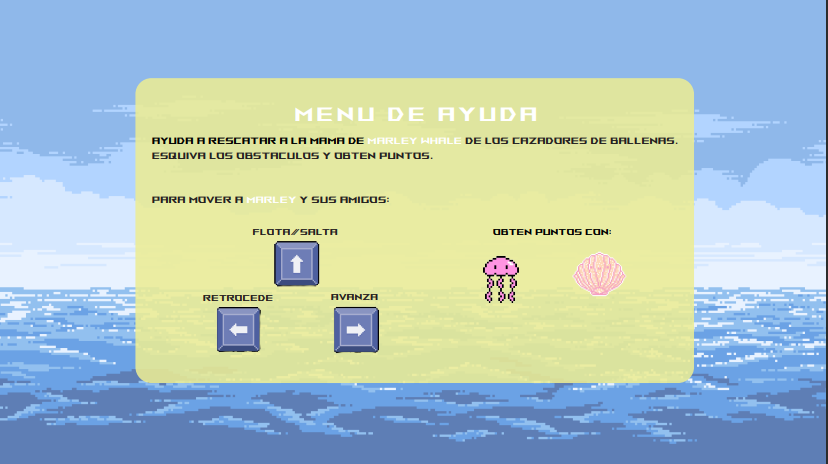 MENU DE AYUDA
AYUDA A RESCATAR A LA MAMA DE MARLEY WHALE DE LOS CAZADORES DE BALLENAS.
ESQUIVA LOS OBSTACULOS Y OBTEN PUNTOS.
PARA MOVER A MARLEY Y SUS AMIGOS:
FLOTA//SALTA
OBTEN PUNTOS CON:
RETROCEDE
AVANZA